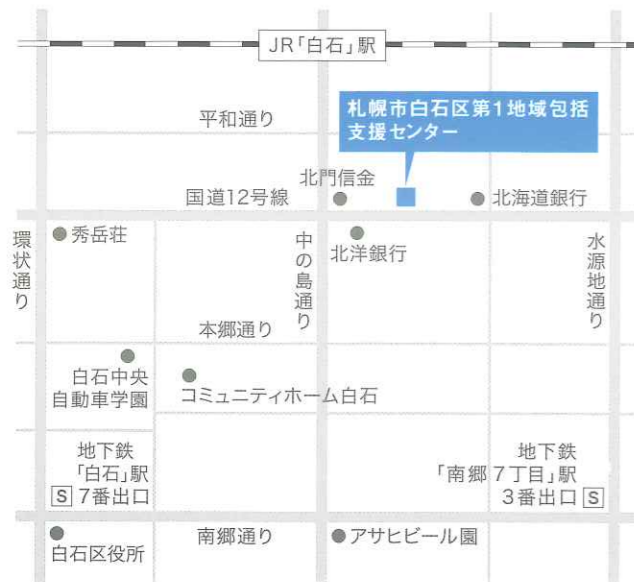 JR「白石」駅
札幌市白石区第1地域包括
支援センター
平和通り
北門信金
国道12号線
北海道銀行
環状通り
秀岳荘
中の島通り
北洋銀行
水源地通り
本郷通り
白石中央
自動車学園
コミュニティホーム白石
地下鉄
「白石」駅
S 7番出口
地下鉄
「南郷7丁目」駅
3番出口 S
白石区役所
南郷通り
アサヒビール園